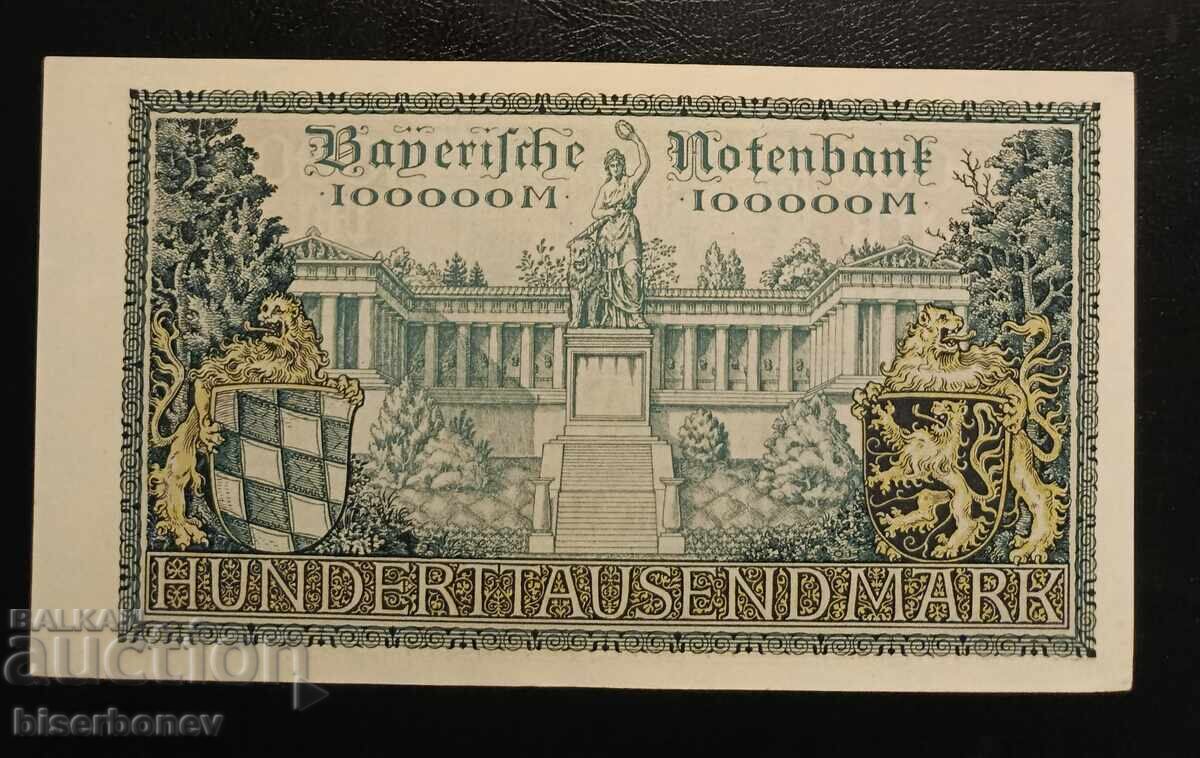 Bayerische Notenbank
·100000M· ·100000M·
HUNDERTTAUSENDMARK
BALKAN
auction
biserbonev